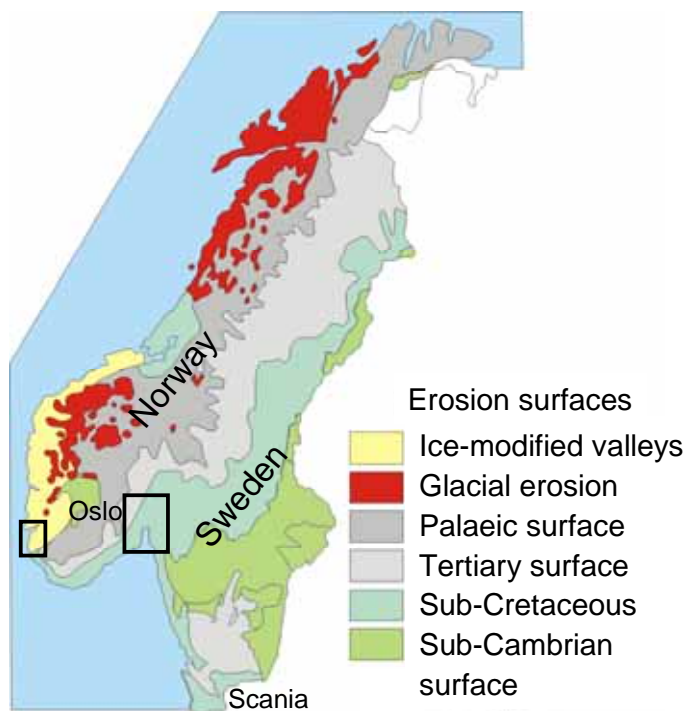 Norway
Sweden
Oslo
Scania
Erosion surfaces
Ice-modified valleys
Glacial erosion
Palaeic surface
Tertiary surface
Sub-Cretaceous
Sub-Cambrian
surface